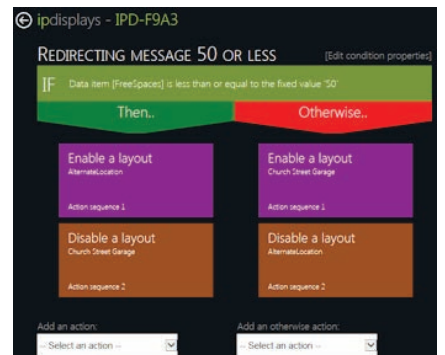 ipdisplays - IPD-F9A3
REDIRECTING MESSAGE 50 OR LESS
[Edit condition properties]
IF Data Item [FreeSpaces] is less than or equal to the fixed value '50'
Then..
Otherwise..
Enable a layout
AlternateLocation
Action sequence 1
Enable a layout
Church Street Garage
Action sequence 1
Disable a layout
Church Street Garage
Action sequence 2
Disable a layout
AlternateLocation
Action sequence 2
Add an action:
-- Select an action --
Add an otherwise action:
-- Select an action --